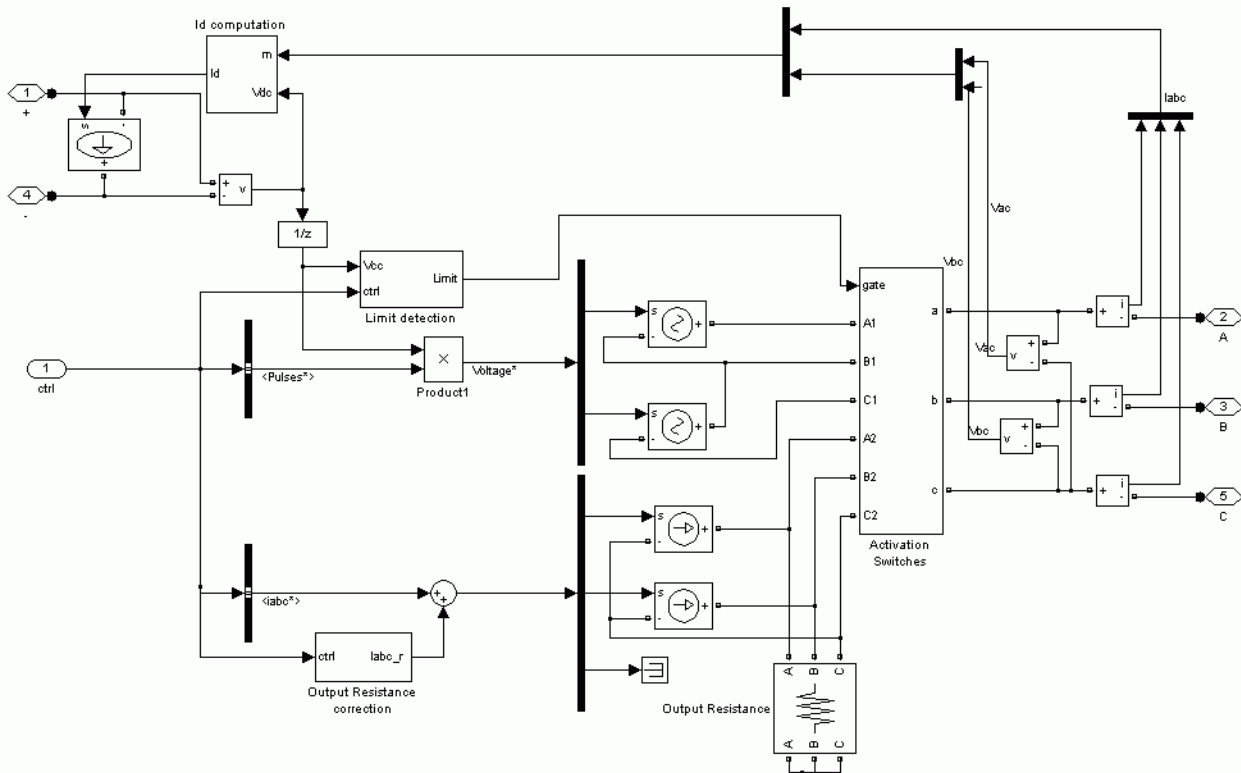 Id computation
m
Id
Vdc
1
+
s
-
+
4
-
+
-
v
1/z
Vcc
ctrl
Limit
Limit detection
1
ctrl
<Pulses*>
×
Product1
Voltage*
s
-
+
s
-
+
gate
A1
B1
C1
A2
B2
C2
a
b
c
Activation
Switches
Vac
Vbc
Iabc
Vac
Vbc
v
+
-
v
+
-
+
i
-
2
A
+
i
-
3
B
+
i
-
5
C
<iabc*>
+
+
ctrl
Iabc_r
Output Resistance
correction
s
-
+
s
-
+
Output Resistance
A
B
C
A
B
C